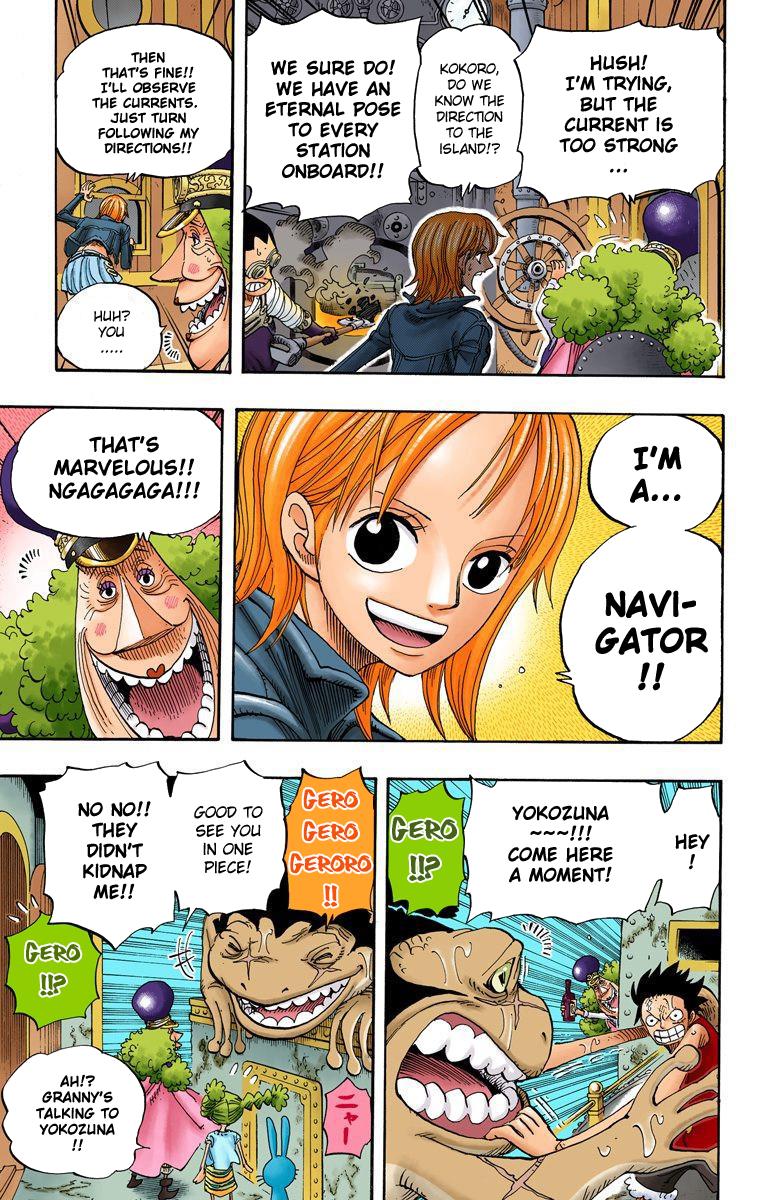 HUSH!
I'M TRYING,
BUT THE
CURRENT IS
TOO STRONG
...
KOKORO,
DO WE
KNOW THE
DIRECTION
TO THE
ISLAND!?
WE SURE DO!
WE HAVE AN
ETERNAL POSE
TO EVERY
STATION
ONBOARD!!
THEN
THAT'S FINE!!
I'LL OBSERVE
THE CURRENTS.
JUST TURN
FOLLOWING MY
DIRECTIONS!!
HUH?
YOU
.....
I'M
A...
NAVI-
GATOR
!!
THAT'S
MARVELOUS!!
NGAGAGAGA!!!
HEY
!
YOKOZUNA
~~~!!!
COME HERE
A MOMENT!
GERO
!!?
GERO
GERO
GERORO
!!
GOOD TO
SEE YOU
IN ONE
PIECE!
NO NO!!
THEY
DIDN'T
KIDNAP
ME!!
GERO
!!?
AH!?
GRANNY'S
TALKING TO
YOKOZUNA
!!
ニャー